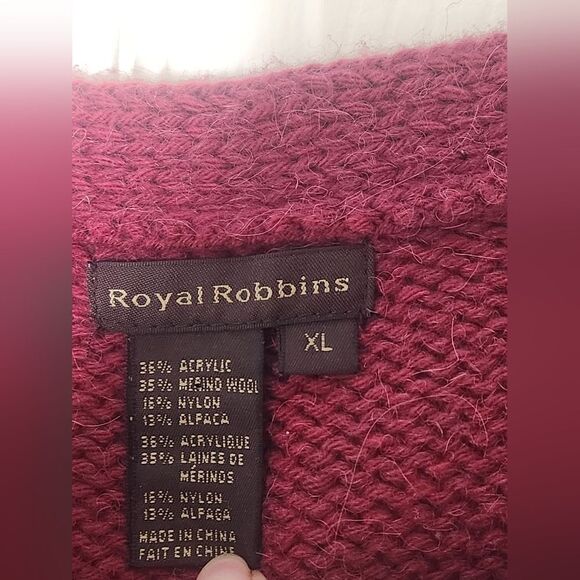 Royal Robbins
XL
36% ACRYLIC
35% MERINO WOOL
16% NYLON
13% ALPACA
36% ACRYLIQUE
35% LAINES DE
MÉRINOS
16% NYLON
13% ALPAGA
MADE IN CHINA
FAIT EN CHINE